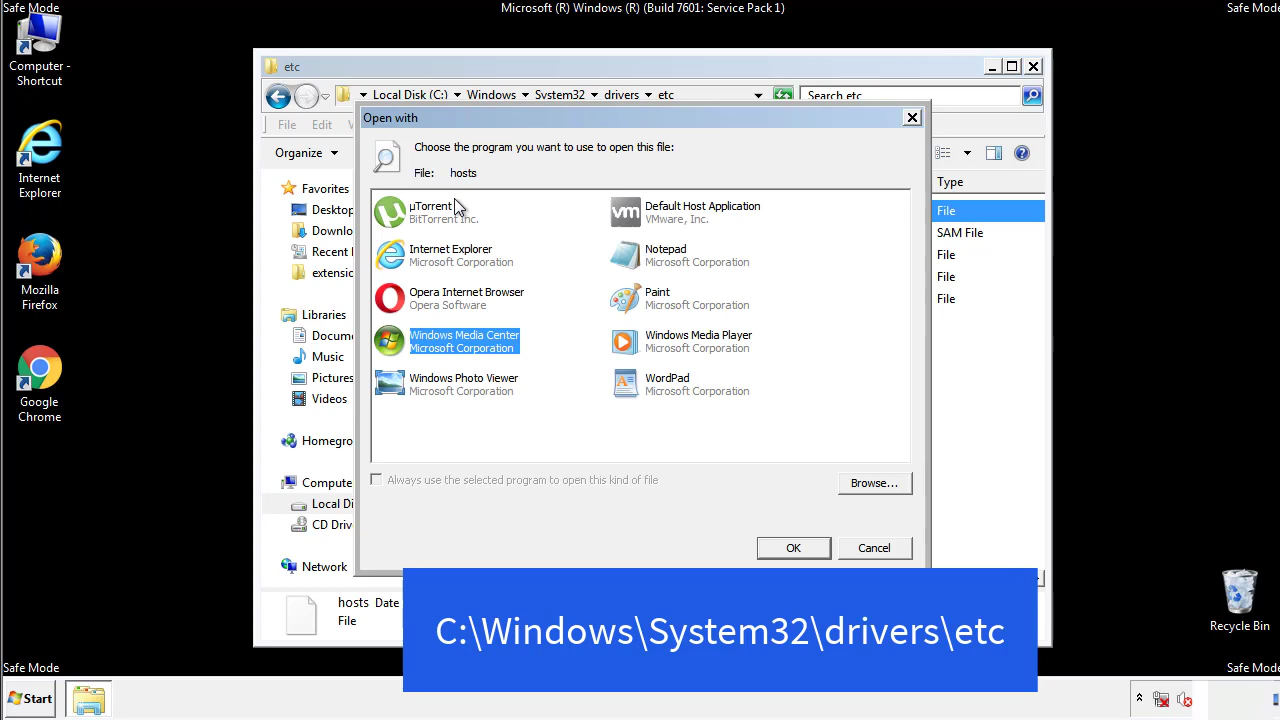 Safe Mode
Microsoft (R) Windows (R) (Build 7601: Service Pack 1)
Safe Mode
Computer -
Shortcut
Internet
Explorer
Mozilla
Firefox
Google
Chrome
etc
Local Disk (C:) Windows System32 drivers etc
Search etc
File Edit
Organize
Type
Favorites
Desktop
Downlo
Recent
extensio
Libraries
Docum
Music
Pictures
Videos
Homegro
Compute
Local Di
CD Driv
Network
File
SAM File
File
File
File
Open with
Choose the program you want to use to open this file:
File: hosts
µTorrent
BitTorrent Inc.
Default Host Application
VMware, Inc.
Internet Explorer
Microsoft Corporation
Notepad
Microsoft Corporation
Opera Internet Browser
Opera Software
Paint
Microsoft Corporation
Windows Media Center
Microsoft Corporation
Windows Media Player
Microsoft Corporation
Windows Photo Viewer
Microsoft Corporation
WordPad
Microsoft Corporation
Always use the selected program to open this kind of file
Browse...
OK
Cancel
hosts Date
File
C:\Windows\System32\drivers\etc
Recycle Bin
Safe Mode
Safe Mode
Start